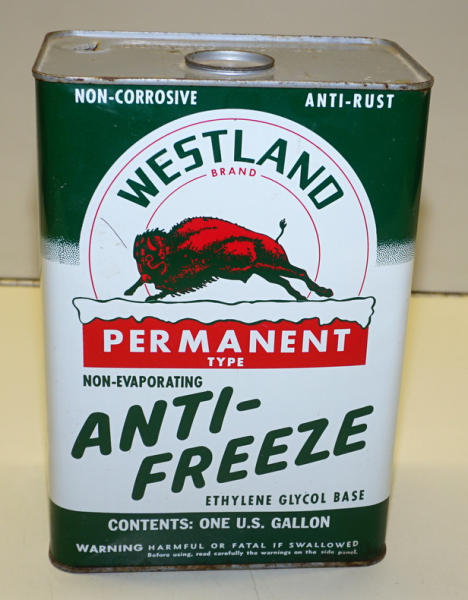 NON-CORROSIVE ANTI-RUST
WESTLAND
BRAND
PERMANENT
TYPE
NON-EVAPORATING
ANTI-
FREEZE
ETHYLENE GLYCOL BASE
CONTENTS: ONE U.S. GALLON
WARNING HARMFUL OR FATAL IF SWALLOWED
Before using, read carefully the warnings on the side panel.